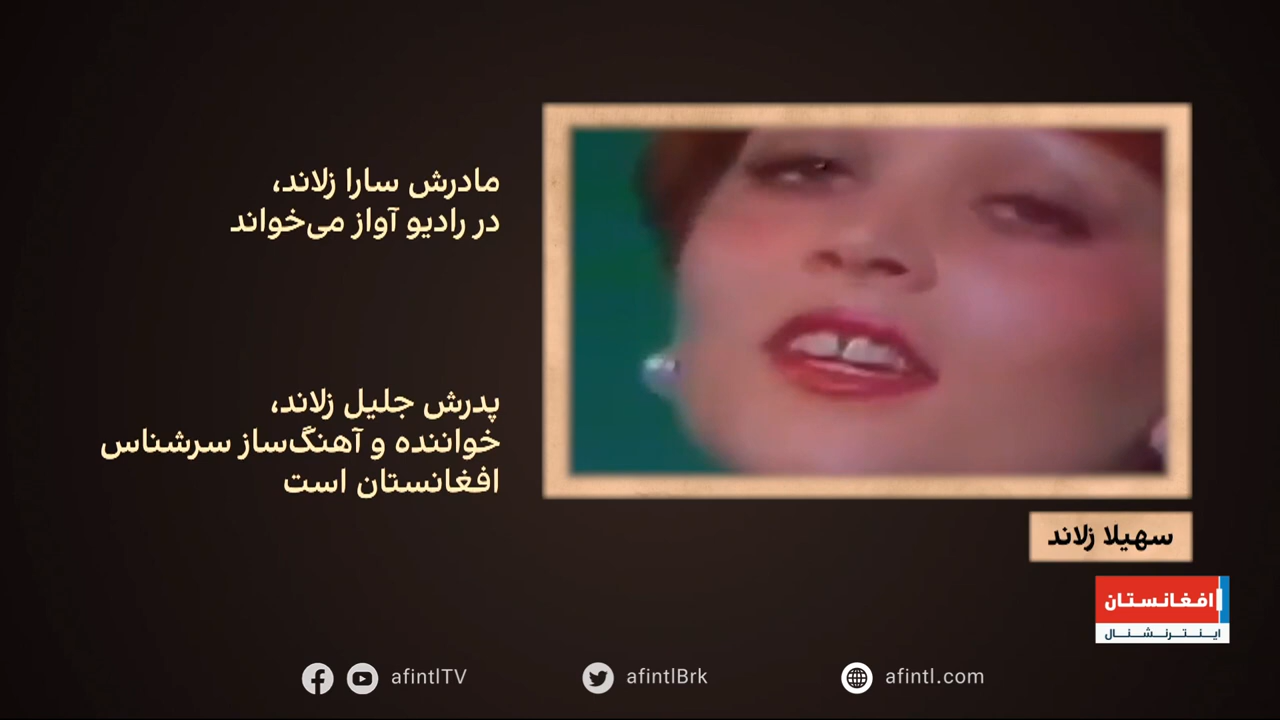 مادرش سارا زلاند،
در رادیو آواز می‌خواند
پدرش جلیل زلاند،
خواننده و آهنگ‌ساز سرشناس
افغانستان است
سهیلا زلاند
افغانستان
اینترنشنال
afintlTV
afintlBrk
afintl.com